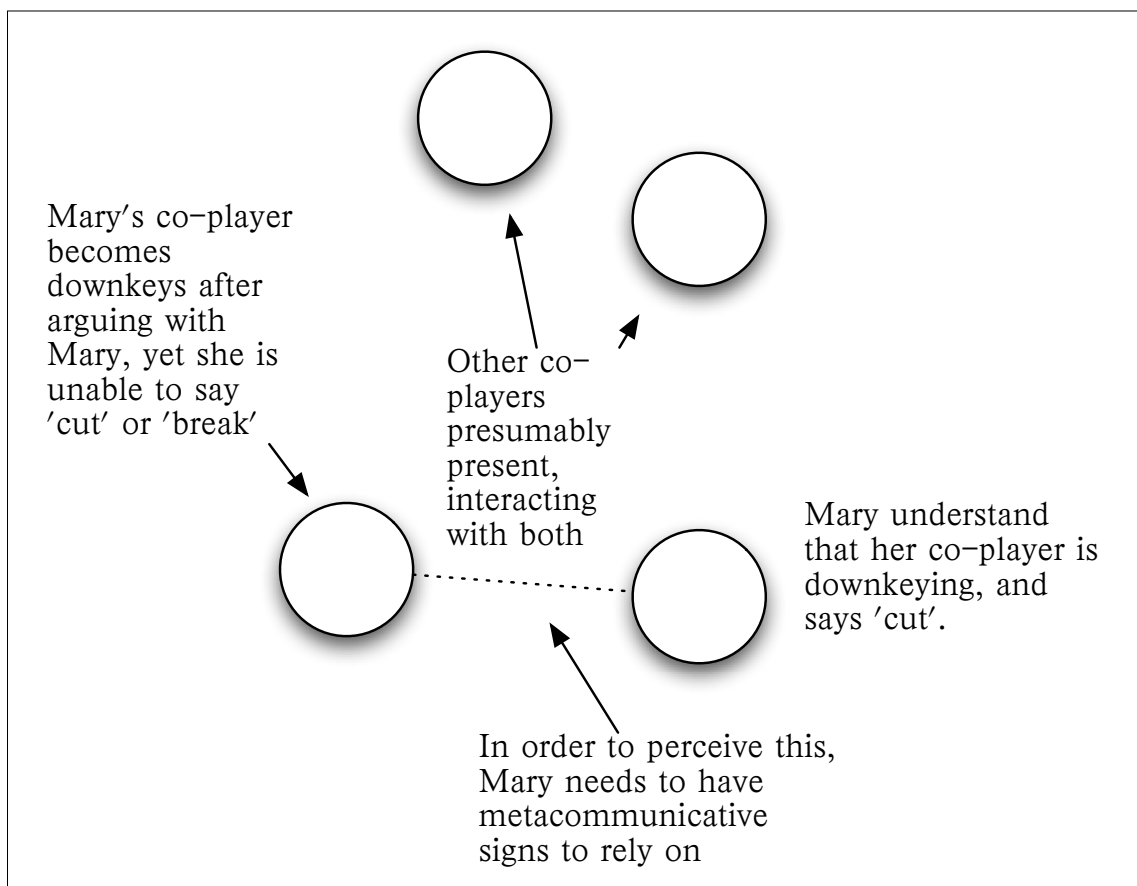 Mary's co-player
becomes
downkeys after
arguing with
Mary, yet she is
unable to say
'cut' or 'break'
Other co-
players
presumably
present,
interacting
with both
Mary understand
that her co-player is
downkeying, and
says 'cut'.
In order to perceive this,
Mary needs to have
metacommunicative
signs to rely on